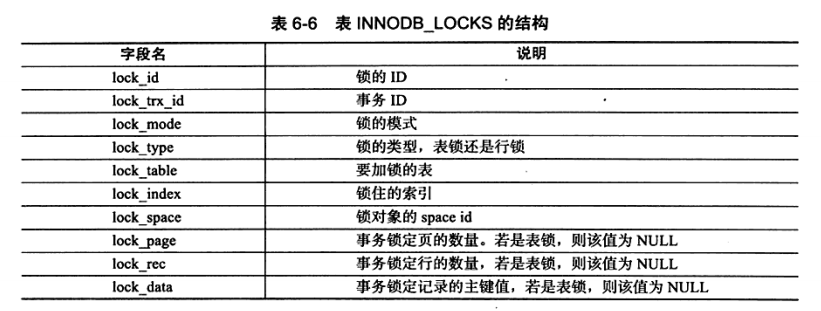 表 6-6 表 INNODB_LOCKS 的结构
字段名 说明
lock_id 锁的 ID
lock_trx_id 事务 ID
lock_mode 锁的模式
lock_type 锁的类型，表锁还是行锁
lock_table 要加锁的表
lock_index 锁住的索引
lock_space 锁对象的 space id
lock_page 事务锁定页的数量。若是表锁，则该值为 NULL
lock_rec 事务锁定行的数量，若是表锁，则该值为 NULL
lock_data 事务锁定记录的主键值，若是表锁，则该值为 NULL